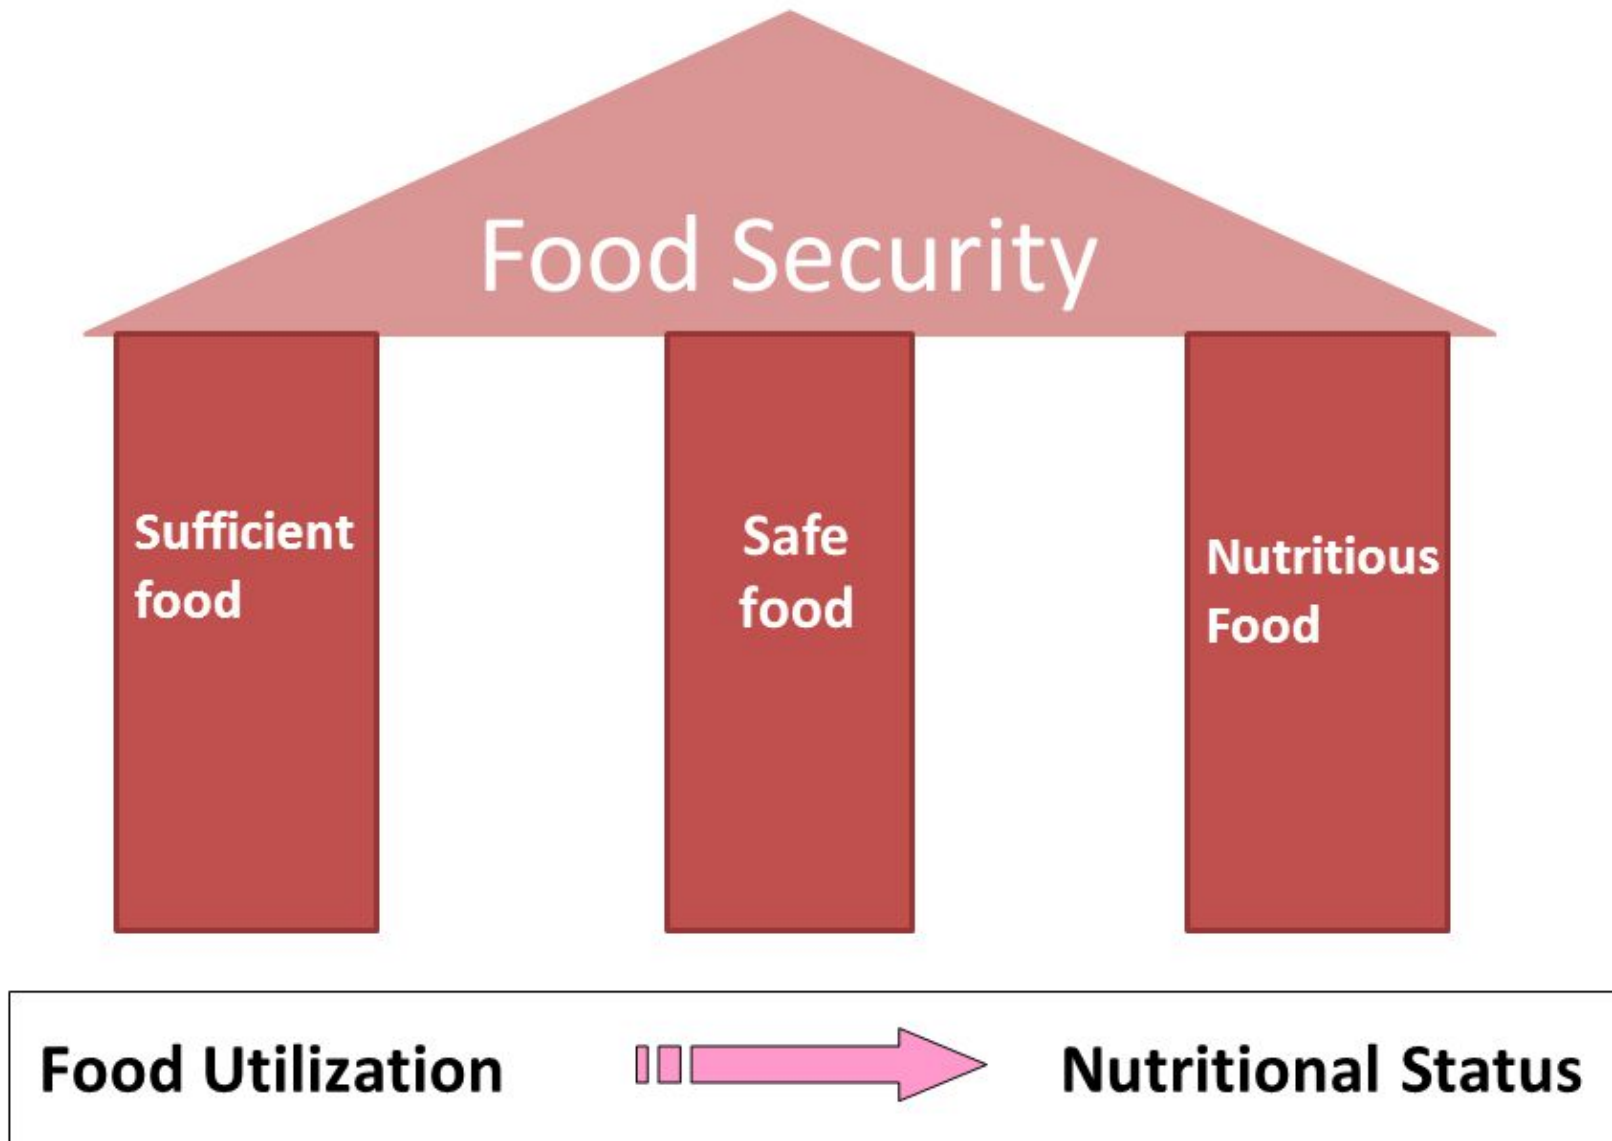 Food Security
Sufficient
food
Safe
food
Nutritious
Food
Food Utilization
Nutritional Status